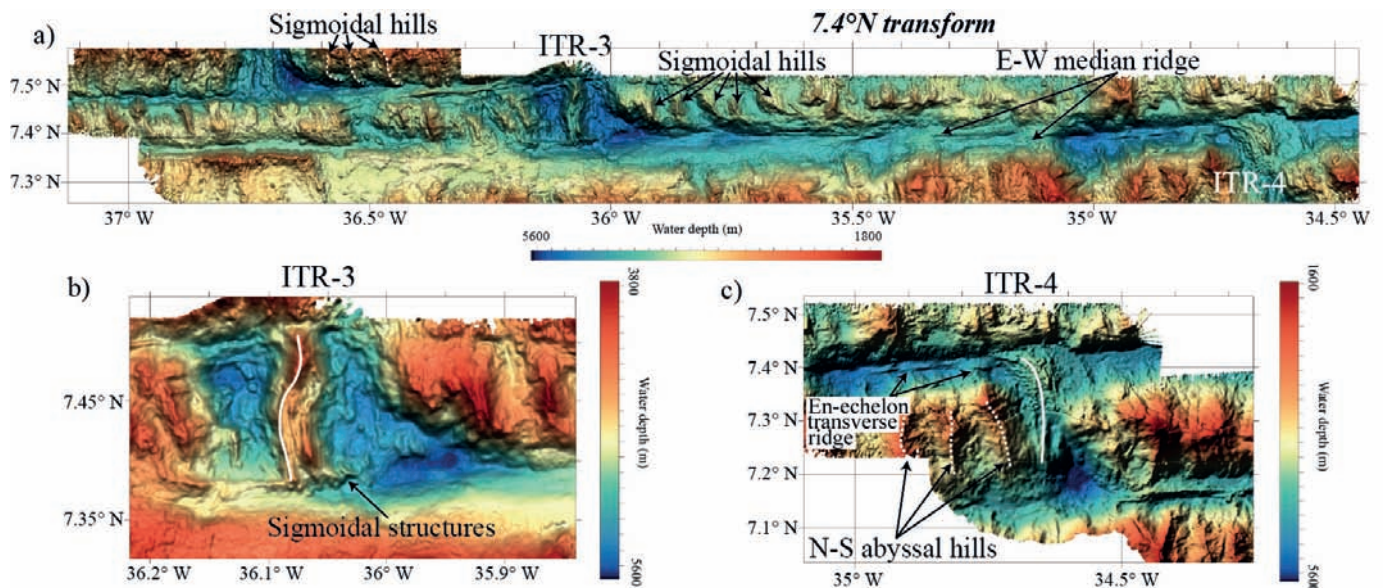 a)
Sigmoidal hills
ITR-3
7.4°N transform
Sigmoidal hills
E-W median ridge
7.5° N
7.4° N
7.3° N
ITR-4
37° W
36.5° W
36° W
35.5° W
35° W
34.5° W
Water depth (m)
5600
1800
b)
ITR-3
7.45°N
7.35°N
Sigmoidal structures
36.2° W
36.1° W
36° W
35.9° W
3800
Water depth (m)
5600
c)
ITR-4
7.5° N
7.4° N
7.3° N
7.2° N
7.1° N
En-echelon
transverse
ridge
N-S abyssal hills
35° W
34.5° W
1600
Water depth (m)
5600